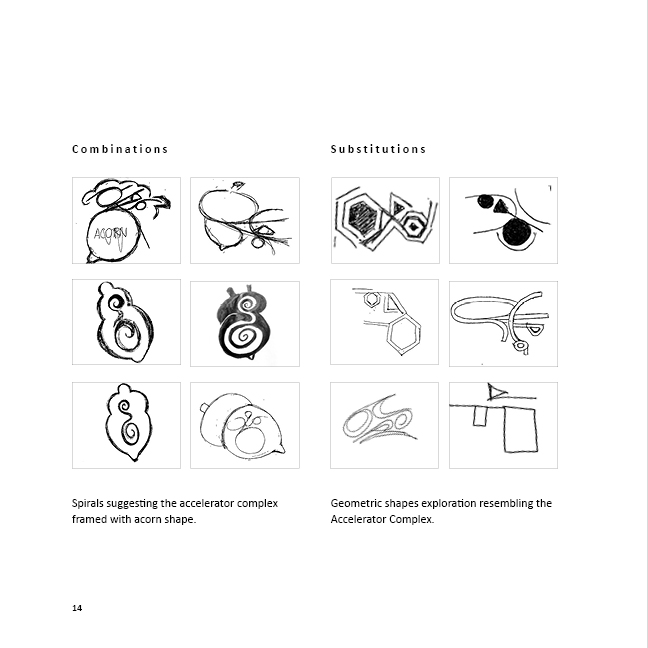 Combinations
Substitutions
ACORN
Spirals suggesting the accelerator complex
framed with acorn shape.
Geometric shapes exploration resembling the
Accelerator Complex.
14